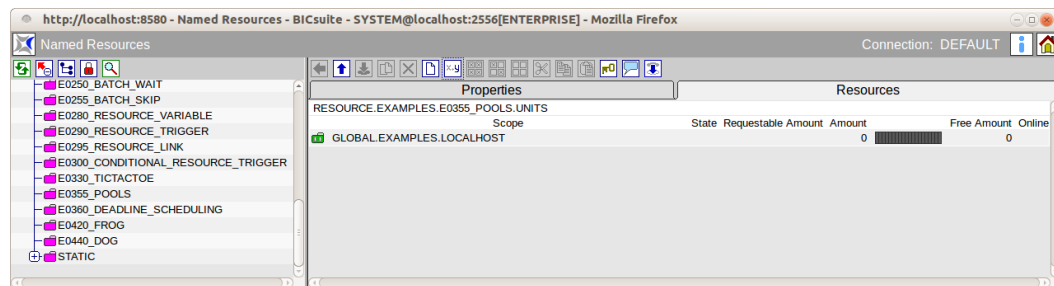 http://localhost:8580 - Named Resources - BICsuite - SYSTEM@localhost:2556[ENTERPRISE] - Mozilla Firefox
Named Resources
Connection: DEFAULT
x.y
E0250_BATCH_WAIT
E0255_BATCH_SKIP
E0280_RESOURCE_VARIABLE
E0290_RESOURCE_TRIGGER
E0295_RESOURCE_LINK
E0300_CONDITIONAL_RESOURCE_TRIGGER
E0330_TICTACTOE
E0355_POOLS
E0360_DEADLINE_SCHEDULING
E0420_FROG
E0440_DOG
STATIC
Properties
Resources
RESOURCE.EXAMPLES.E0355_POOLS.UNITS
Scope State Requestable Amount Amount Free Amount Online
GLOBAL.EXAMPLES.LOCALHOST 0 0